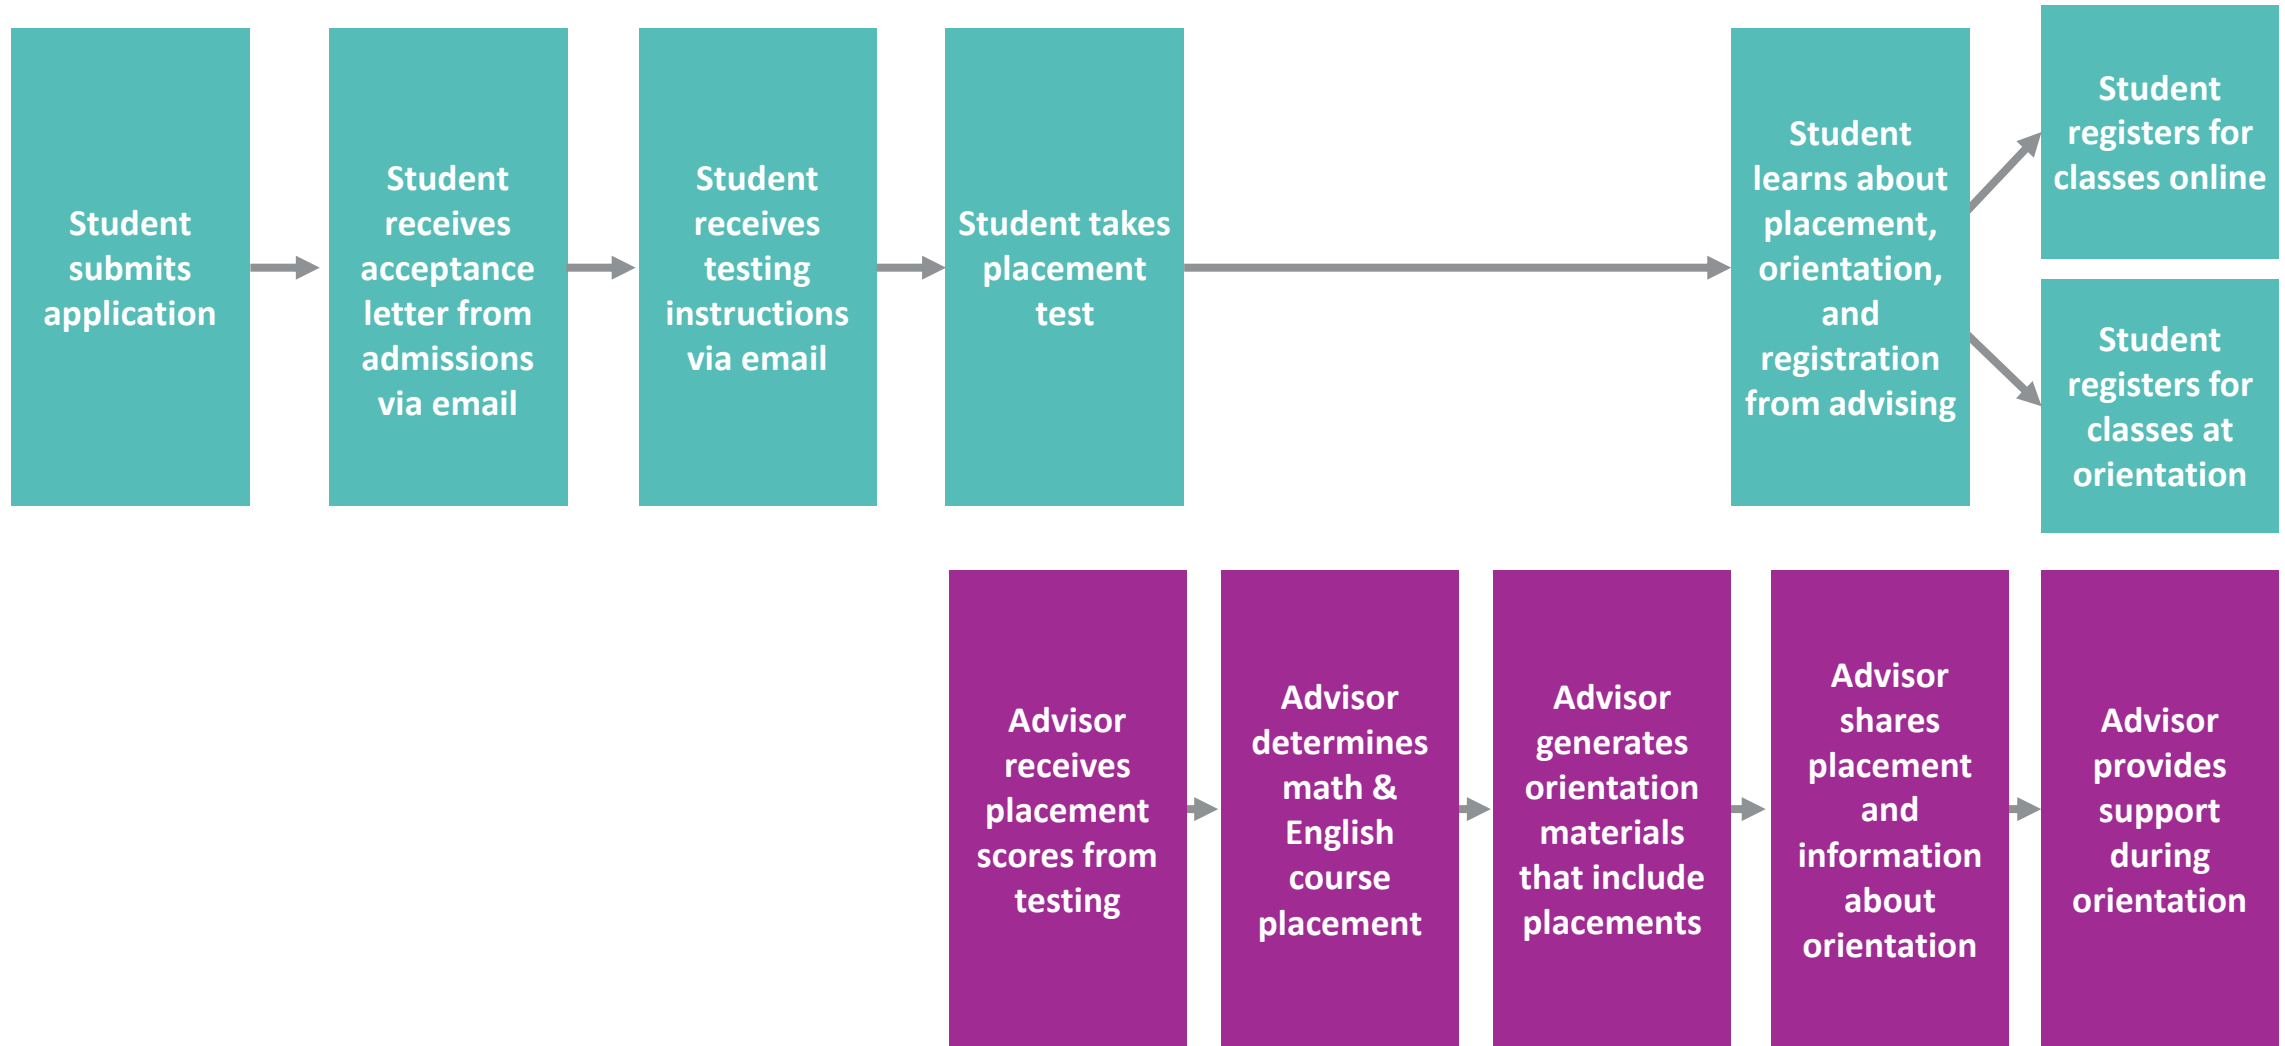 Student
submits
application
Student
receives
acceptance
letter from
admissions
via email
Student
receives
testing
instructions
via email
Student takes
placement
test
Student
learns about
placement,
orientation,
and
registration
from advising
Student
registers for
classes online
Student
registers for
classes at
orientation
Advisor
receives
placement
scores from
testing
Advisor
determines
math &
English
course
placement
Advisor
generates
orientation
materials
that include
placements
Advisor
shares
placement
and
information
about
orientation
Advisor
provides
support
during
orientation